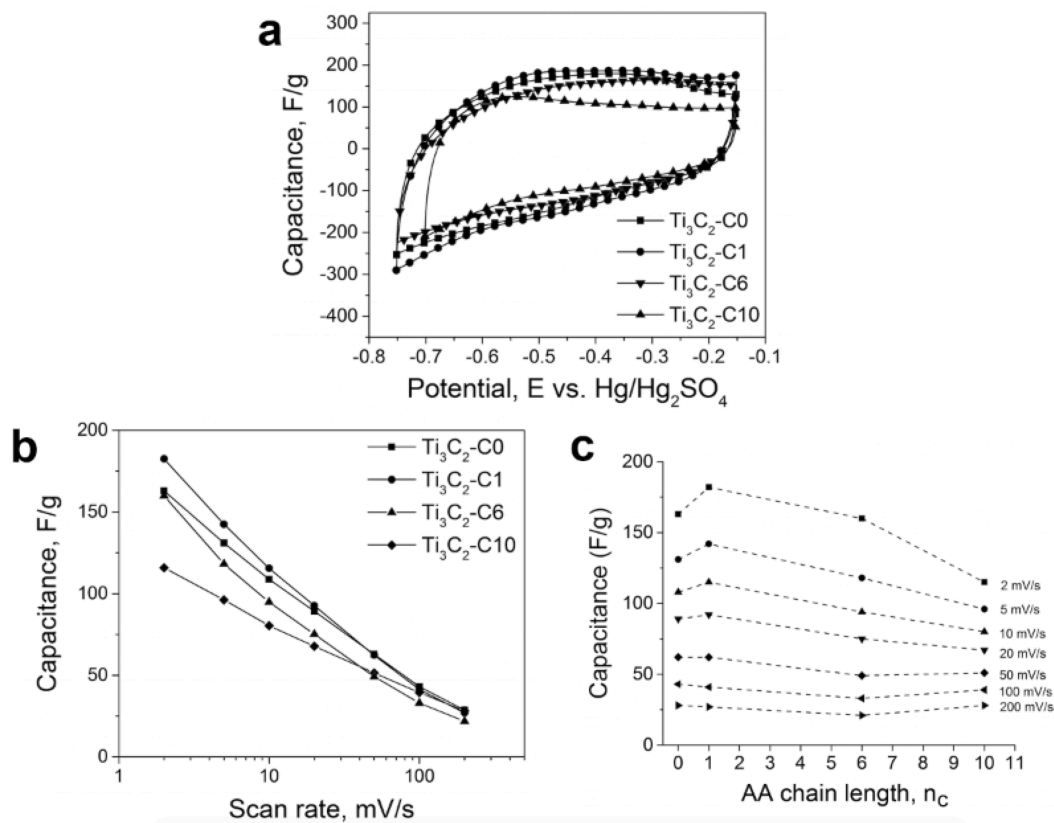 a
Capacitance, F/g
300
200
100
0
-100
-200
-300
-400
Ti₃C₂-C0
Ti₃C₂-C1
Ti₃C₂-C6
Ti₃C₂-C10
-0.8 -0.7 -0.6 -0.5 -0.4 -0.3 -0.2 -0.1
Potential, E vs. Hg/Hg₂SO₄
b
Capacitance, F/g
200
150
100
50
0
Ti₃C₂-C0
Ti₃C₂-C1
Ti₃C₂-C6
Ti₃C₂-C10
1 10 100
Scan rate, mV/s
c
Capacitance (F/g)
200
150
100
50
0
2 mV/s
5 mV/s
10 mV/s
20 mV/s
50 mV/s
100 mV/s
200 mV/s
0 1 2 3 4 5 6 7 8 9 10 11
AA chain length, n_C